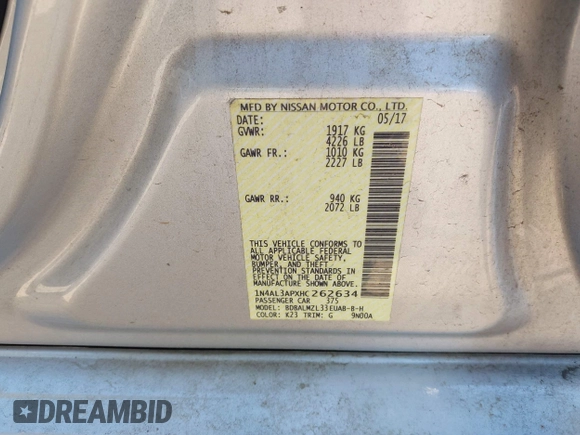 MFD BY NISSAN MOTOR CO., LTD.
DATE: 05/17
GVWR: 1917 KG
4226 LB
GAWR FR.: 1010 KG
2227 LB
GAWR RR.: 940 KG
2072 LB
THIS VEHICLE CONFORMS TO
ALL APPLICABLE FEDERAL
MOTOR VEHICLE SAFETY,
BUMPER, AND THEFT
PREVENTION STANDARDS IN
EFFECT ON THE DATE OF
MANUFACTURE SHOWN ABOVE.
1N4AL3APXHC 262634
PASSENGER CAR 375
MODEL: BDBALMZL33EUAB-B-H
COLOR: K23 TRIM: G 9N00A
DREAMBID